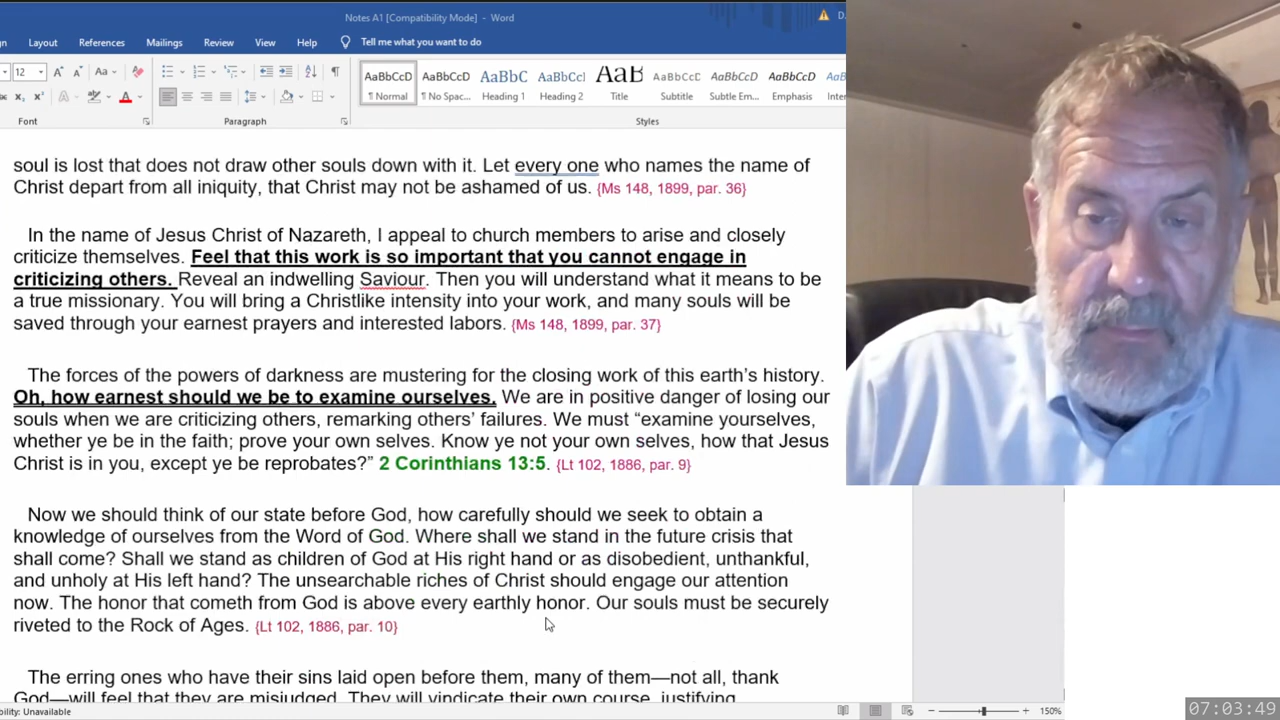 Notes A1 [Compatibility Mode] - Word
D.
Layout References Mailings Review View Help Tell me what you want to do
12 Aa
AaBbCcD AaBbCcD AaBbC AaBbCcI AaB AaBbCcD AaBbCcD AaBbCcD
¶ Normal ¶ No Spac... Heading 1 Heading 2 Title Subtitle Subtle Em... Emphasis
Font Paragraph Styles
soul is lost that does not draw other souls down with it. Let every one who names the name of
Christ depart from all iniquity, that Christ may not be ashamed of us. {Ms 148, 1899, par. 36}
In the name of Jesus Christ of Nazareth, I appeal to church members to arise and closely
criticize themselves. Feel that this work is so important that you cannot engage in
criticizing others. Reveal an indwelling Saviour. Then you will understand what it means to be
a true missionary. You will bring a Christlike intensity into your work, and many souls will be
saved through your earnest prayers and interested labors. {Ms 148, 1899, par. 37}
The forces of the powers of darkness are mustering for the closing work of this earth’s history.
Oh, how earnest should we be to examine ourselves. We are in positive danger of losing our
souls when we are criticizing others, remarking others’ failures. We must “examine yourselves,
whether ye be in the faith; prove your own selves. Know ye not your own selves, how that Jesus
Christ is in you, except ye be reprobates?” 2 Corinthians 13:5. {Lt 102, 1886, par. 9}
Now we should think of our state before God, how carefully should we seek to obtain a
knowledge of ourselves from the Word of God. Where shall we stand in the future crisis that
shall come? Shall we stand as children of God at His right hand or as disobedient, unthankful,
and unholy at His left hand? The unsearchable riches of Christ should engage our attention
now. The honor that cometh from God is above every earthly honor. Our souls must be securely
riveted to the Rock of Ages. {Lt 102, 1886, par. 10}
The erring ones who have their sins laid open before them, many of them—not all, thank
God—will feel that they are misjudged. They will vindicate their own course, justifying
bility: Unavailable
150%
07:03:49